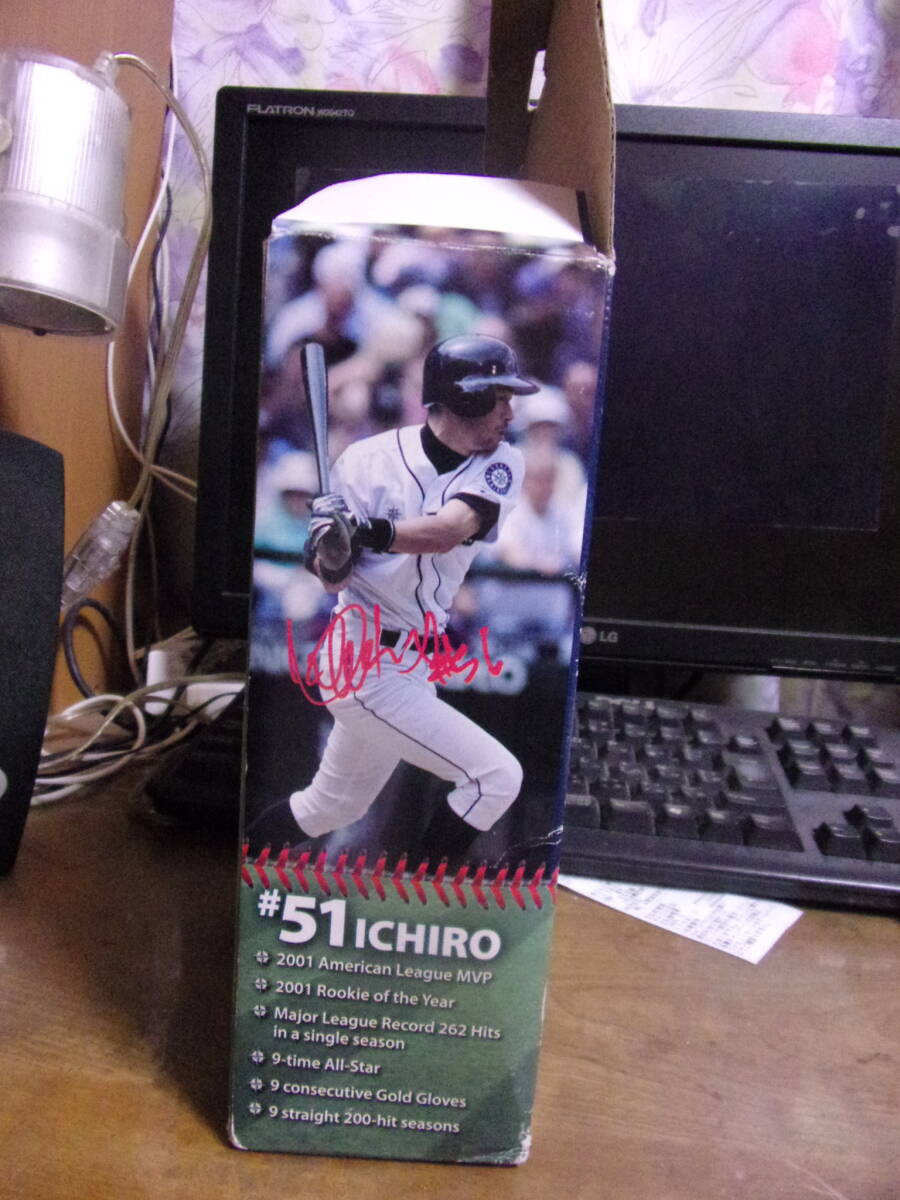 FLATRON W2042TQ
LG
#51 ICHIRO
2001 American League MVP
2001 Rookie of the Year
Major League Record 262 Hits
in a single season
9-time All-Star
9 consecutive Gold Gloves
9 straight 200-hit seasons